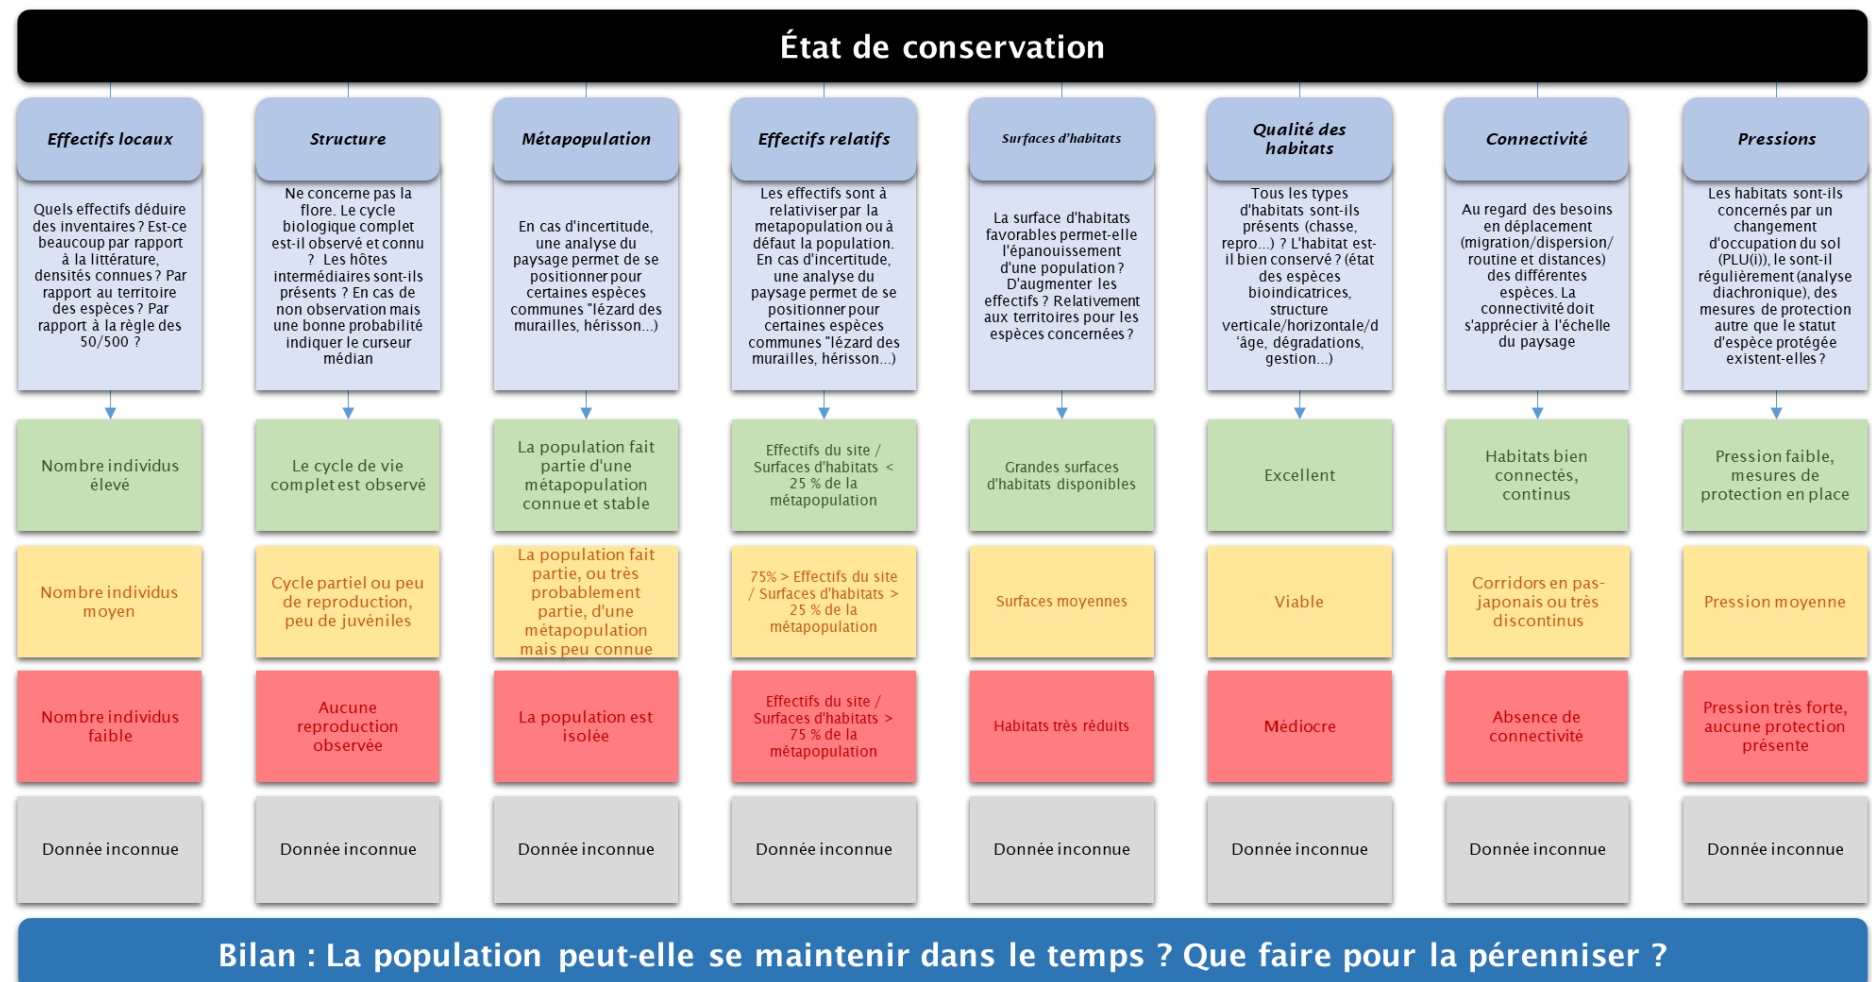 État de conservation
Effectifs locaux
Quels effectifs déduire
des inventaires ? Est-ce
beaucoup par rapport
à la littérature,
densités connues ? Par
rapport au territoire
des espèces ? Par
rapport à la règle des
50/500 ?
Nombre individus
élevé
Nombre individus
moyen
Nombre individus
faible
Donnée inconnue
Structure
Ne concerne pas la
flore. Le cycle
biologique complet
est-il observé et connu
? Les hôtes
intermédiaires sont-ils
présents ? En cas de
non observation mais
une bonne probabilité
indiquer le curseur
médian
Le cycle de vie
complet est observé
Cycle partiel ou peu
de reproduction,
peu de juvéniles
Aucune
reproduction
observée
Donnée inconnue
Métapopulation
En cas d'incertitude,
une analyse du
paysage permet de se
positionner pour
certaines espèces
communes "lézard des
murailles, hérisson...)
La population fait
partie d'une
métapopulation
connue et stable
La population fait
partie, ou très
probablement
partie, d'une
métapopulation
mais peu connue
La population est
isolée
Donnée inconnue
Effectifs relatifs
Les effectifs sont à
relativiser par la
metapopulation ou à
défaut la population.
En cas d'incertitude,
une analyse du
paysage permet de se
positionner pour
certaines espèces
communes "lézard des
murailles, hérisson...)
Effectifs du site /
Surfaces d'habitats <
25 % de la
métapopulation
75% > Effectifs du site
/ Surfaces d'habitats >
25 % de la
métapopulation
Effectifs du site /
Surfaces d'habitats >
75 % de la
métapopulation
Donnée inconnue
Surfaces d'habitats
La surface d'habitats
favorables permet-elle
l'épanouissement
d'une population ?
D'augmenter les
effectifs ? Relativement
aux territoires pour les
espèces concernées ?
Grandes surfaces
d'habitats disponibles
Surfaces moyennes
Habitats très réduits
Donnée inconnue
Qualité des
habitats
Tous les types
d'habitats sont-ils
présents (chasse,
repro...) ? L'habitat est-
il bien conservé ? (état
des espèces
bioindicatrices,
structure
verticale/horizontale/d
'âge, dégradations,
gestion...)
Excellent
Viable
Médiocre
Donnée inconnue
Connectivité
Au regard des besoins
en déplacement
(migration/dispersion/
routine et distances)
des différentes
espèces. La
connectivité doit
s'apprécier à l'échelle
du paysage
Habitats bien
connectés,
continus
Corridors en pas-
japonais ou très
discontinus
Absence de
connectivité
Donnée inconnue
Pressions
Les habitats sont-ils
concernés par un
changement
d'occupation du sol
(PLU(i)), le sont-il
régulièrement (analyse
diachronique), des
mesures de protection
autre que le statut
d'espèce protégée
existent-elles ?
Pression faible,
mesures de
protection en place
Pression moyenne
Pression très forte,
aucune protection
présente
Donnée inconnue
Bilan : La population peut-elle se maintenir dans le temps ? Que faire pour la pérenniser ?